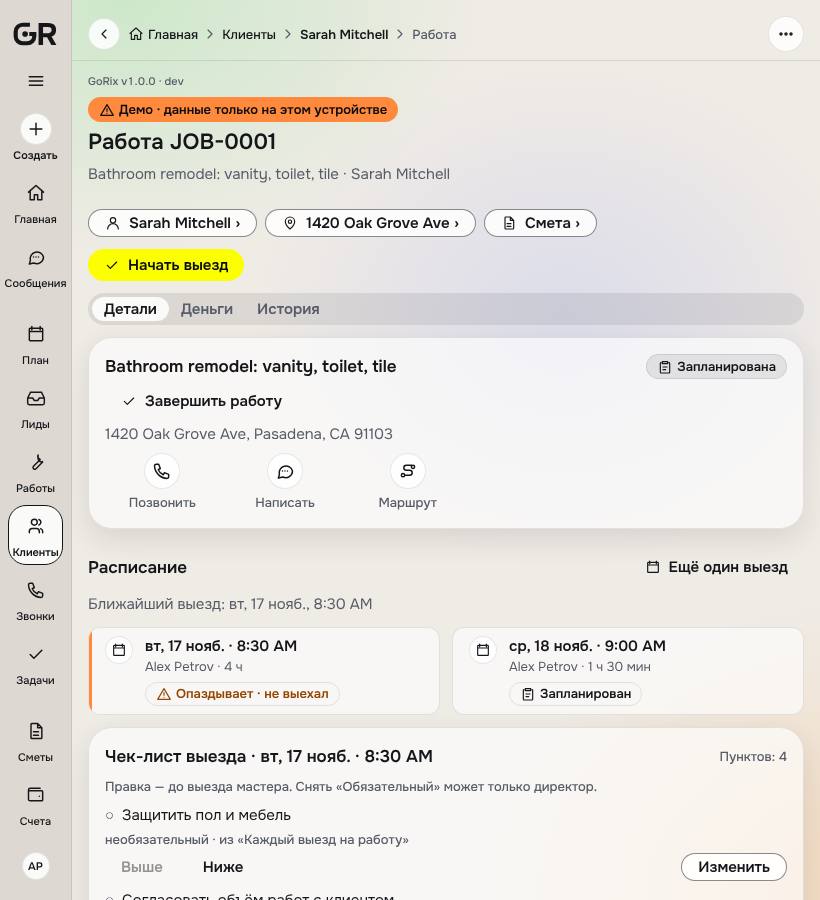 GR
Главная
Клиенты
Sarah Mitchell
Работа
GoRix v1.0.0 · dev
Демо · данные только на этом устройстве
Работа JOB-0001
Bathroom remodel: vanity, toilet, tile · Sarah Mitchell
Sarah Mitchell ›
1420 Oak Grove Ave ›
Смета ›
Начать выезд
Детали
Деньги
История
Bathroom remodel: vanity, toilet, tile
Запланирована
Завершить работу
1420 Oak Grove Ave, Pasadena, CA 91103
Позвонить
Написать
Маршрут
Расписание
Ещё один выезд
Ближайший выезд: вт, 17 нояб., 8:30 AM
вт, 17 нояб. · 8:30 AM
Alex Petrov · 4 ч
Опаздывает · не выехал
ср, 18 нояб. · 9:00 AM
Alex Petrov · 1 ч 30 мин
Запланирован
Чек-лист выезда · вт, 17 нояб. · 8:30 AM
Пунктов: 4
Правка — до выезда мастера. Снять «Обязательный» может только директор.
○ Защитить пол и мебель
необязательный · из «Каждый выезд на работу»
Выше
Ниже
Изменить
○ Согласовать объём работ с клиентом
Создать
Главная
Сообщения
План
Лиды
Работы
Клиенты
Звонки
Задачи
Сметы
Счета
AP